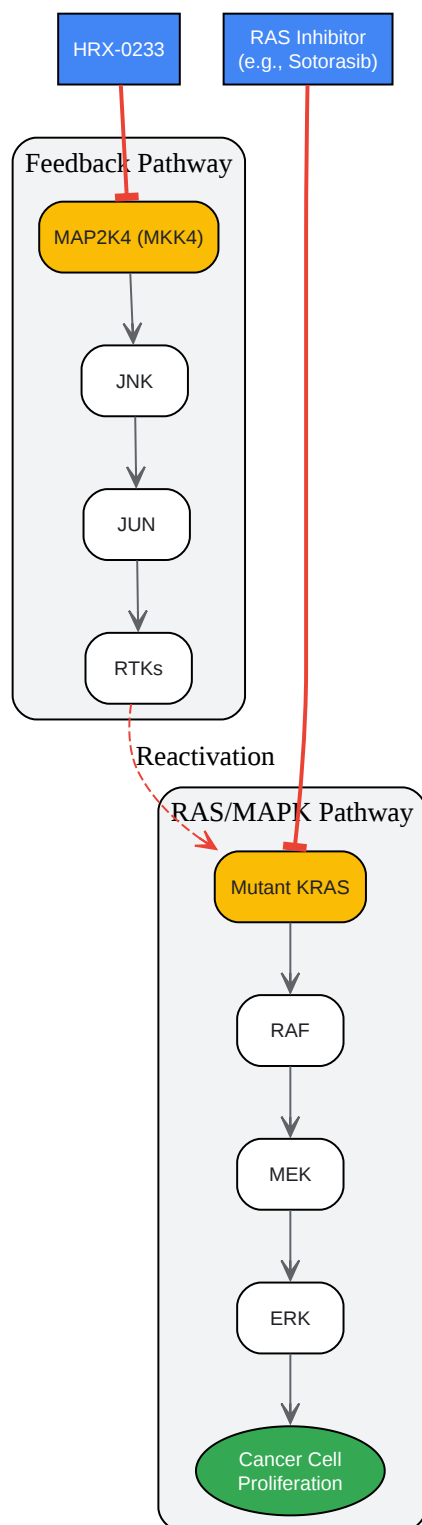 HRX-0233
RAS Inhibitor
(e.g., Sotorasib)
Feedback Pathway
MAP2K4 (MKK4)
JNK
JUN
RTKs
Reactivation
RAS/MAPK Pathway
Mutant KRAS
RAF
MEK
ERK
Cancer Cell
Proliferation